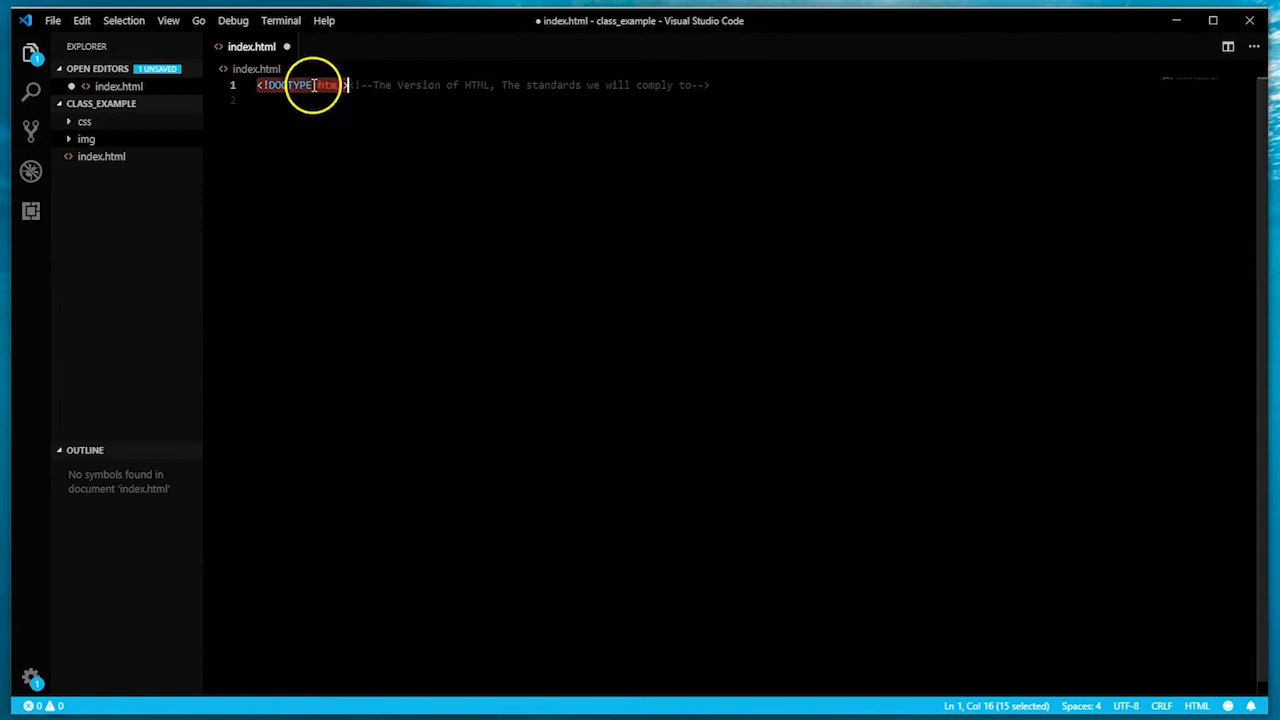 File Edit Selection View Go Debug Terminal Help
● index.html - class_example - Visual Studio Code
EXPLORER
OPEN EDITORS 1 UNSAVED
index.html
CLASS_EXAMPLE
css
img
index.html
OUTLINE
No symbols found in
document 'index.html'
index.html
index.html
1 <!DOCTYPE html><!--The Version of HTML, The standards we will comply to-->
2
1
1
0 0
Ln 1, Col 16 (15 selected) Spaces: 4 UTF-8 CRLF HTML